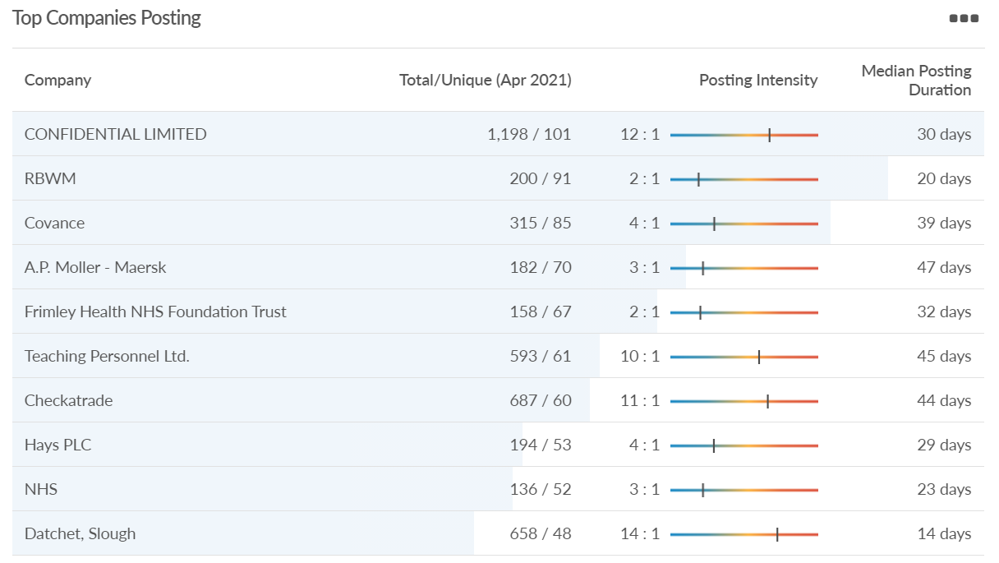 Top Companies Posting
Company Total/Unique (Apr 2021) Posting Intensity Median Posting Duration
CONFIDENTIAL LIMITED 1,198 / 101 12 : 1 30 days
RBWM 200 / 91 2 : 1 20 days
Covance 315 / 85 4 : 1 39 days
A.P. Moller - Maersk 182 / 70 3 : 1 47 days
Frimley Health NHS Foundation Trust 158 / 67 2 : 1 32 days
Teaching Personnel Ltd. 593 / 61 10 : 1 45 days
Checkatrade 687 / 60 11 : 1 44 days
Hays PLC 194 / 53 4 : 1 29 days
NHS 136 / 52 3 : 1 23 days
Datchet, Slough 658 / 48 14 : 1 14 days